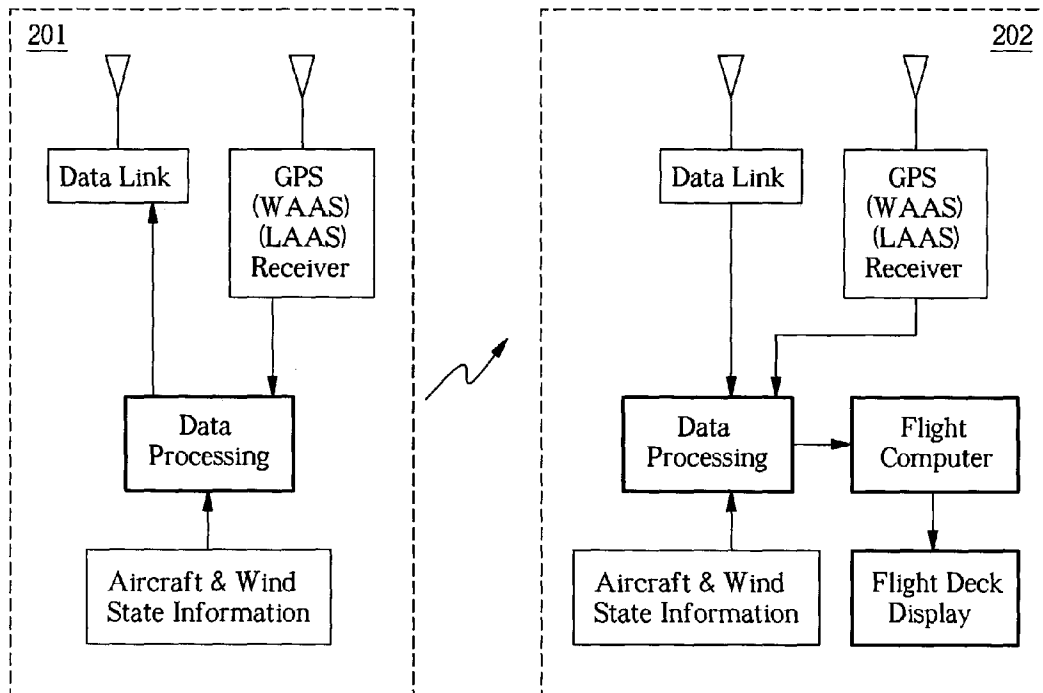 201
Data Link
GPS
(WAAS)
(LAAS)
Receiver
Data
Processing
Aircraft & Wind
State Information
202
Data Link
GPS
(WAAS)
(LAAS)
Receiver
Data
Processing
Flight
Computer
Aircraft & Wind
State Information
Flight Deck
Display